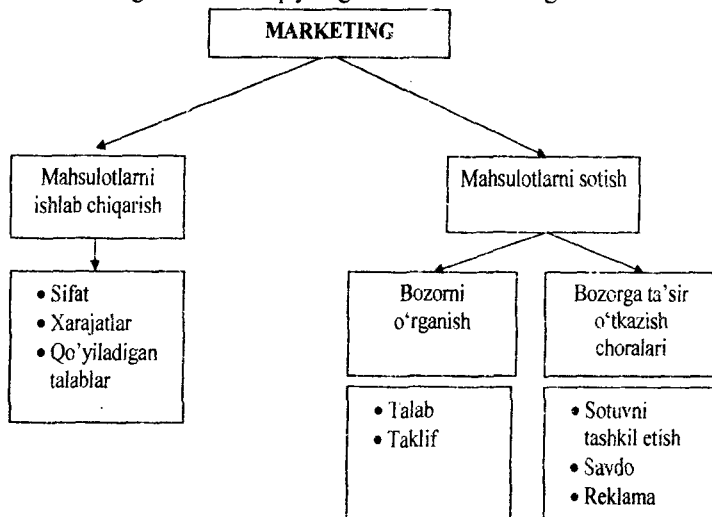 MARKETING
Mahsulotlarni
ishlab chiqarish
Mahsulotlarni sotish
• Sifat
• Xarajatlar
• Qo'yiladigan
talablar
Bozorni
o‘rganish
Bozorga ta’sir
o‘tkazish
choralari
• Talab
• Taklif
• Sotuvni
tashkil etish
• Savdo
• Reklama